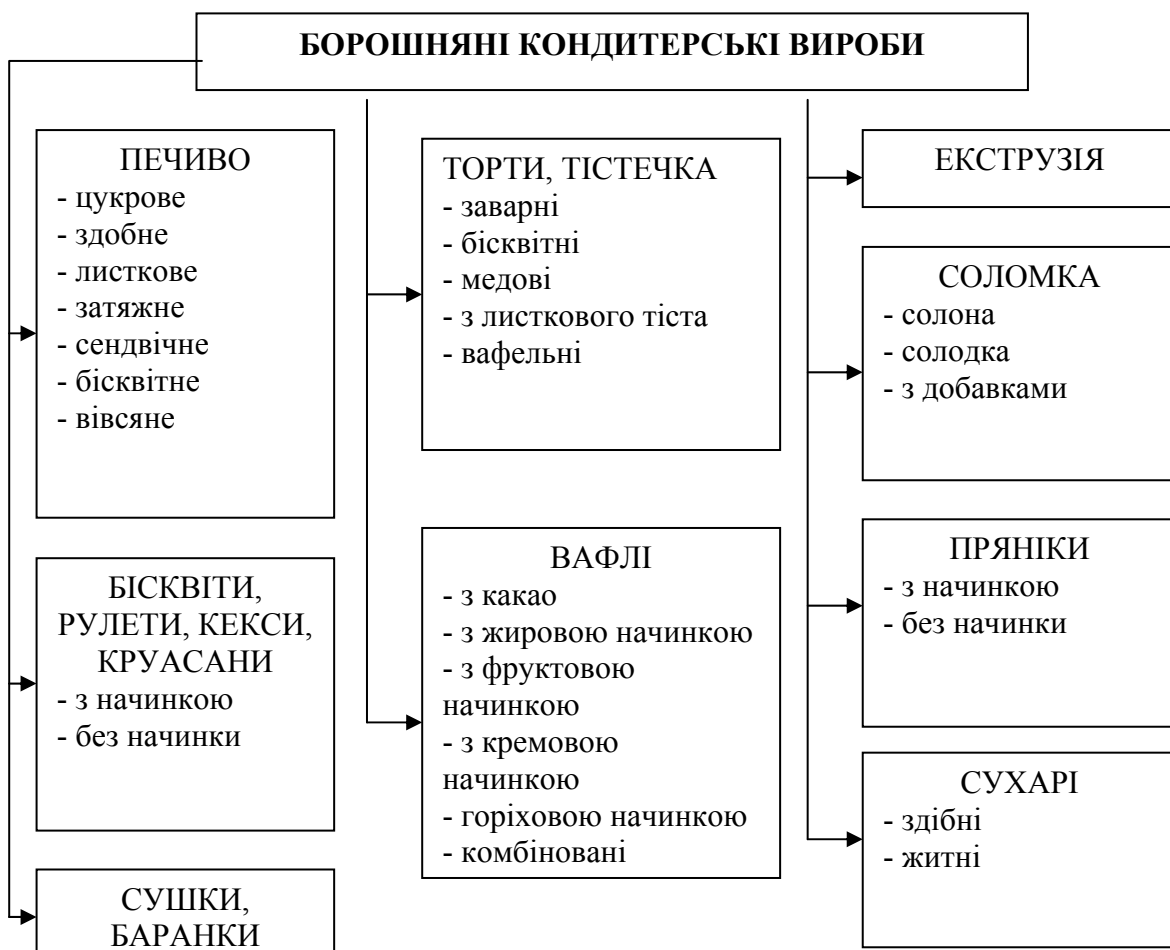 БОРОШНЯНІ КОНДИТЕРСЬКІ ВИРОБИ
ПЕЧИВО
- цукрове
- здобне
- листкове
- затяжне
- сендвічне
- бісквітне
- вівсяне
БІСКВІТИ,
РУЛЕТИ, КЕКСИ,
КРУАСАНИ
- з начинкою
- без начинки
СУШКИ,
БАРАНКИ
ТОРТИ, ТІСТЕЧКА
- заварні
- бісквітні
- медові
- з листкового тіста
- вафельні
ВАФЛІ
- з какао
- з жировою начинкою
- з фруктовою
начинкою
- з кремовою
начинкою
- горіховою начинкою
- комбіновані
ЕКСТРУЗІЯ
СОЛОМКА
- солона
- солодка
- з добавками
ПРЯНІКИ
- з начинкою
- без начинки
СУХАРІ
- здібні
- житні